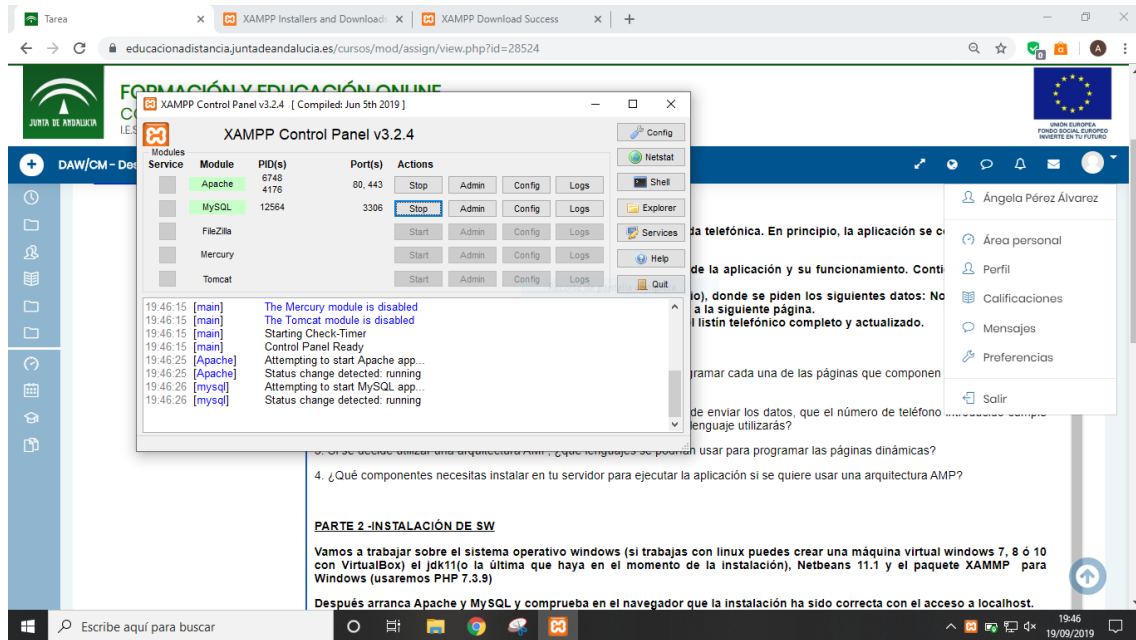 Tarea
XAMPP Installers and Downloads
XAMPP Download Success
educacionadistancia.juntadeandalucia.es/cursos/mod/assign/view.php?id=28524
A
JUNTA DE ANDALUCIA
FORMACIÓN Y EDUCACIÓN ONLINE
UNIÓN EUROPEA
FONDO SOCIAL EUROPEO
INVIERTE EN TU FUTURO
DAW/CM - Des
XAMPP Control Panel v3.2.4 [ Compiled: Jun 5th 2019 ]
XAMPP Control Panel v3.2.4
Modules
Service Module PID(s) Port(s) Actions
Apache 6748 4176 80, 443 Stop Admin Config Logs
MySQL 12564 3306 Stop Admin Config Logs
FileZilla Start Admin Config Logs
Mercury Start Admin Config Logs
Tomcat Start Admin Config Logs
Config
Netstat
Shell
Explorer
Services
Help
Quit
19:46:15 [main] The Mercury module is disabled
19:46:15 [main] The Tomcat module is disabled
19:46:15 [main] Starting Check-Timer
19:46:15 [main] Control Panel Ready
19:46:25 [Apache] Attempting to start Apache app...
19:46:25 [Apache] Status change detected: running
19:46:26 [mysql] Attempting to start MySQL app...
19:46:26 [mysql] Status change detected: running
Ángela Pérez Álvarez
Área personal
Perfil
Calificaciones
Mensajes
Preferencias
Salir
da telefónica. En principio, la aplicación se c
de la aplicación y su funcionamiento. Conti
io), donde se piden los siguientes datos: No
a la siguiente página.
l listín telefónico completo y actualizado.
gramar cada una de las páginas que componen
de enviar los datos, que el número de teléfono
lenguaje utilizarás?
3. Si se decide utilizar una arquitectura AMP, ¿qué lenguajes se podrían usar para programar las páginas dinámicas?
4. ¿Qué componentes necesitas instalar en tu servidor para ejecutar la aplicación si se quiere usar una arquitectura AMP?
PARTE 2 -INSTALACIÓN DE SW
Vamos a trabajar sobre el sistema operativo windows (si trabajas con linux puedes crear una máquina virtual windows 7, 8 ó 10
con VirtualBox) el jdk11(o la última que haya en el momento de la instalación), Netbeans 11.1 y el paquete XAMMP para
Windows (usaremos PHP 7.3.9)
Después arranca Apache y MySQL y comprueba en el navegador que la instalación ha sido correcta con el acceso a localhost.
Escribe aquí para buscar
19:46
19/09/2019